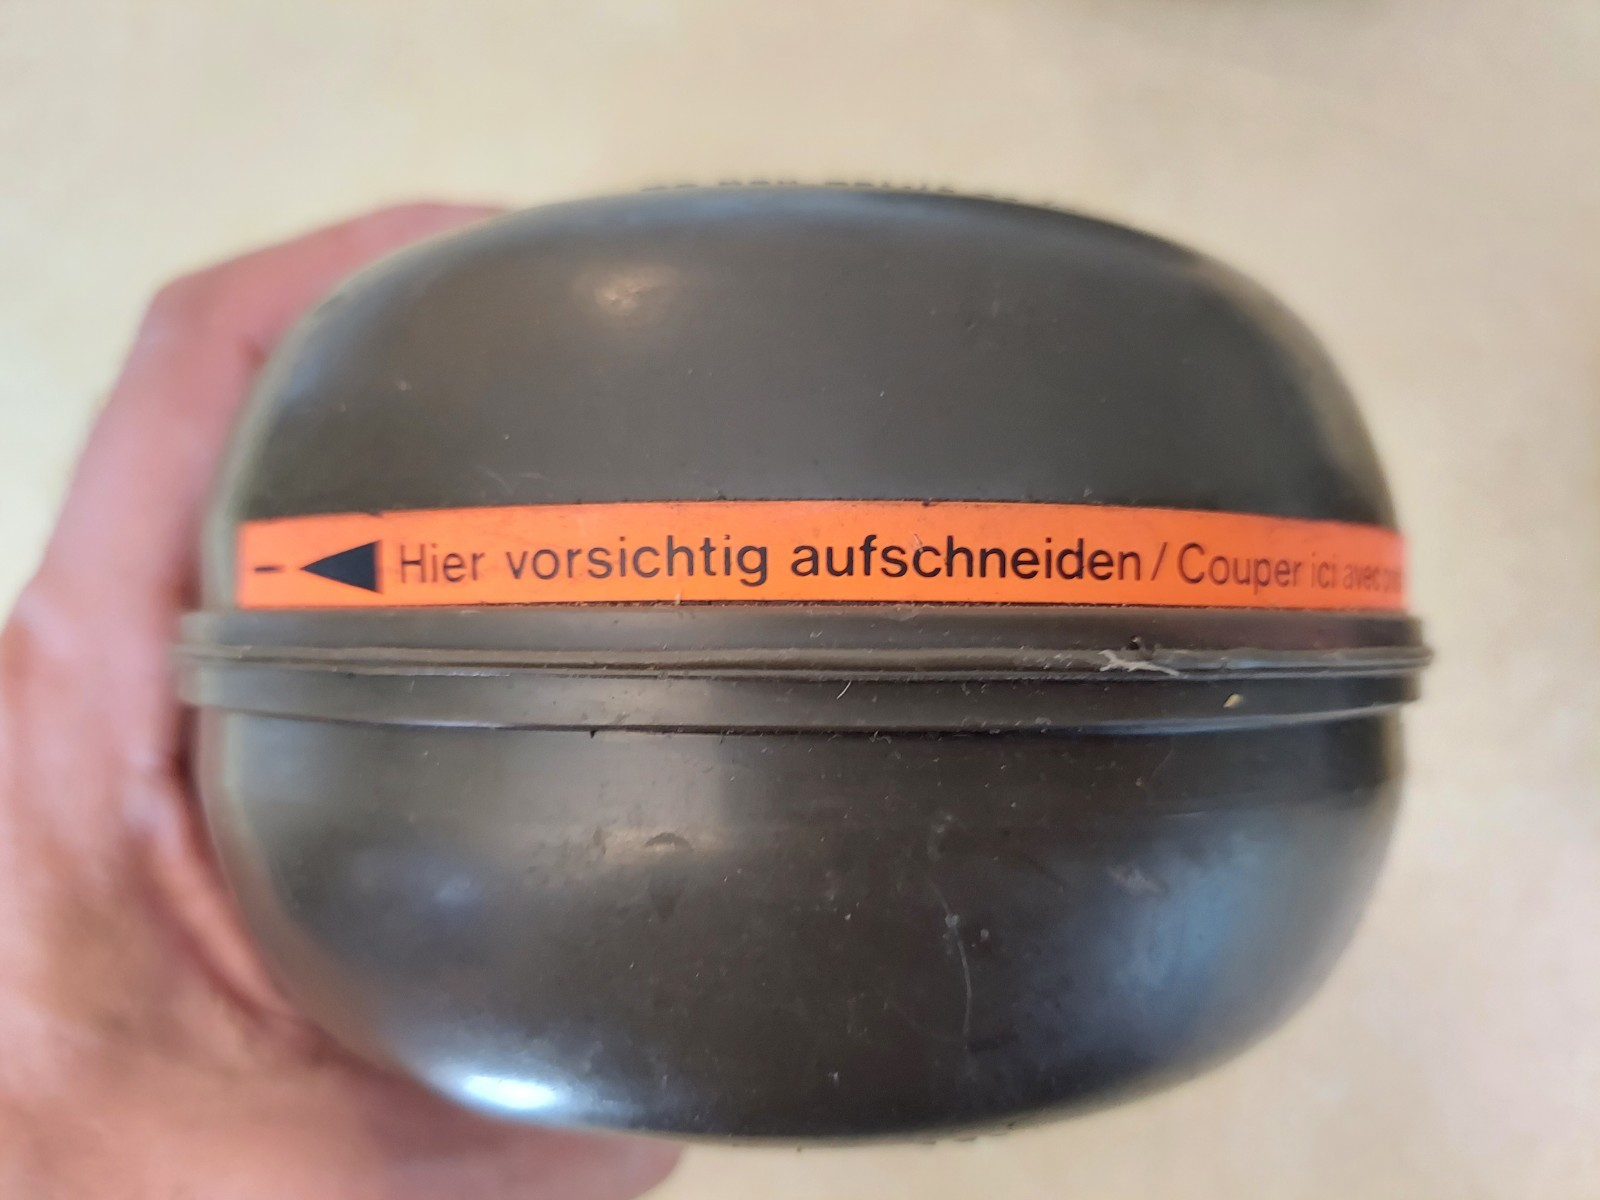 Hier vorsichtig aufschneiden / Couper ici avec